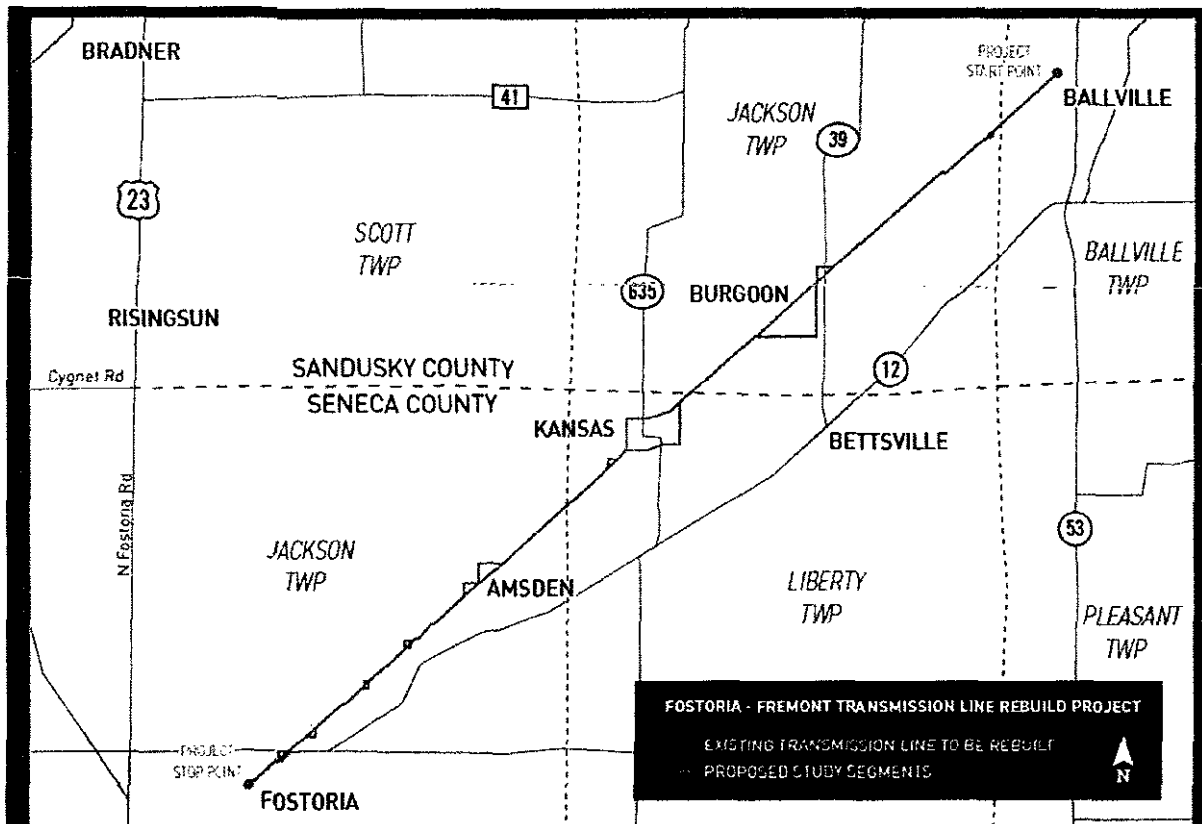 BRADNER
PROJECT
START POINT
BALLVILLE
41
JACKSON
TWP
39
23
SCOTT
TWP
BALLVILLE
TWP
635
BURGOON
RISINGSUN
12
Cygnet Rd
SANDUSKY COUNTY
SENECA COUNTY
KANSAS
BETTSVILLE
N Fostoria Rd
53
JACKSON
TWP
AMSDEN
LIBERTY
TWP
PLEASANT
TWP
PROJECT
STOP POINT
FOSTORIA
FOSTORIA - FREMONT TRANSMISSION LINE REBUILD PROJECT
EXISTING TRANSMISSION LINE TO BE REBUILT
PROPOSED STUDY SEGMENTS
N